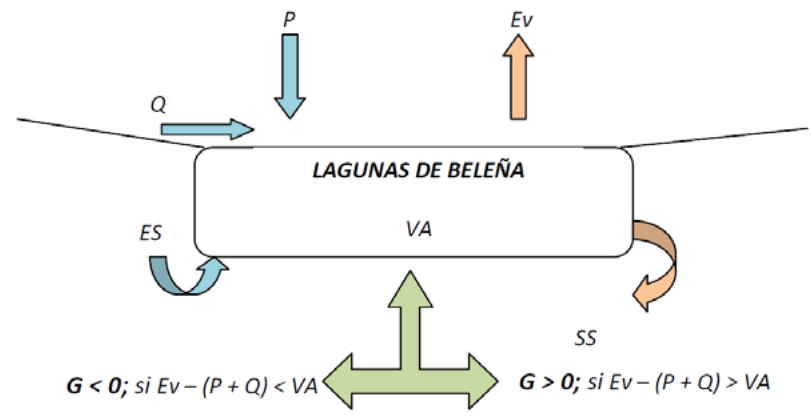 P
Ev
Q
LAGUNAS DE BELEÑA
ES
VA
SS
G < 0; si Ev – (P + Q) < VA
G > 0; si Ev – (P + Q) > VA